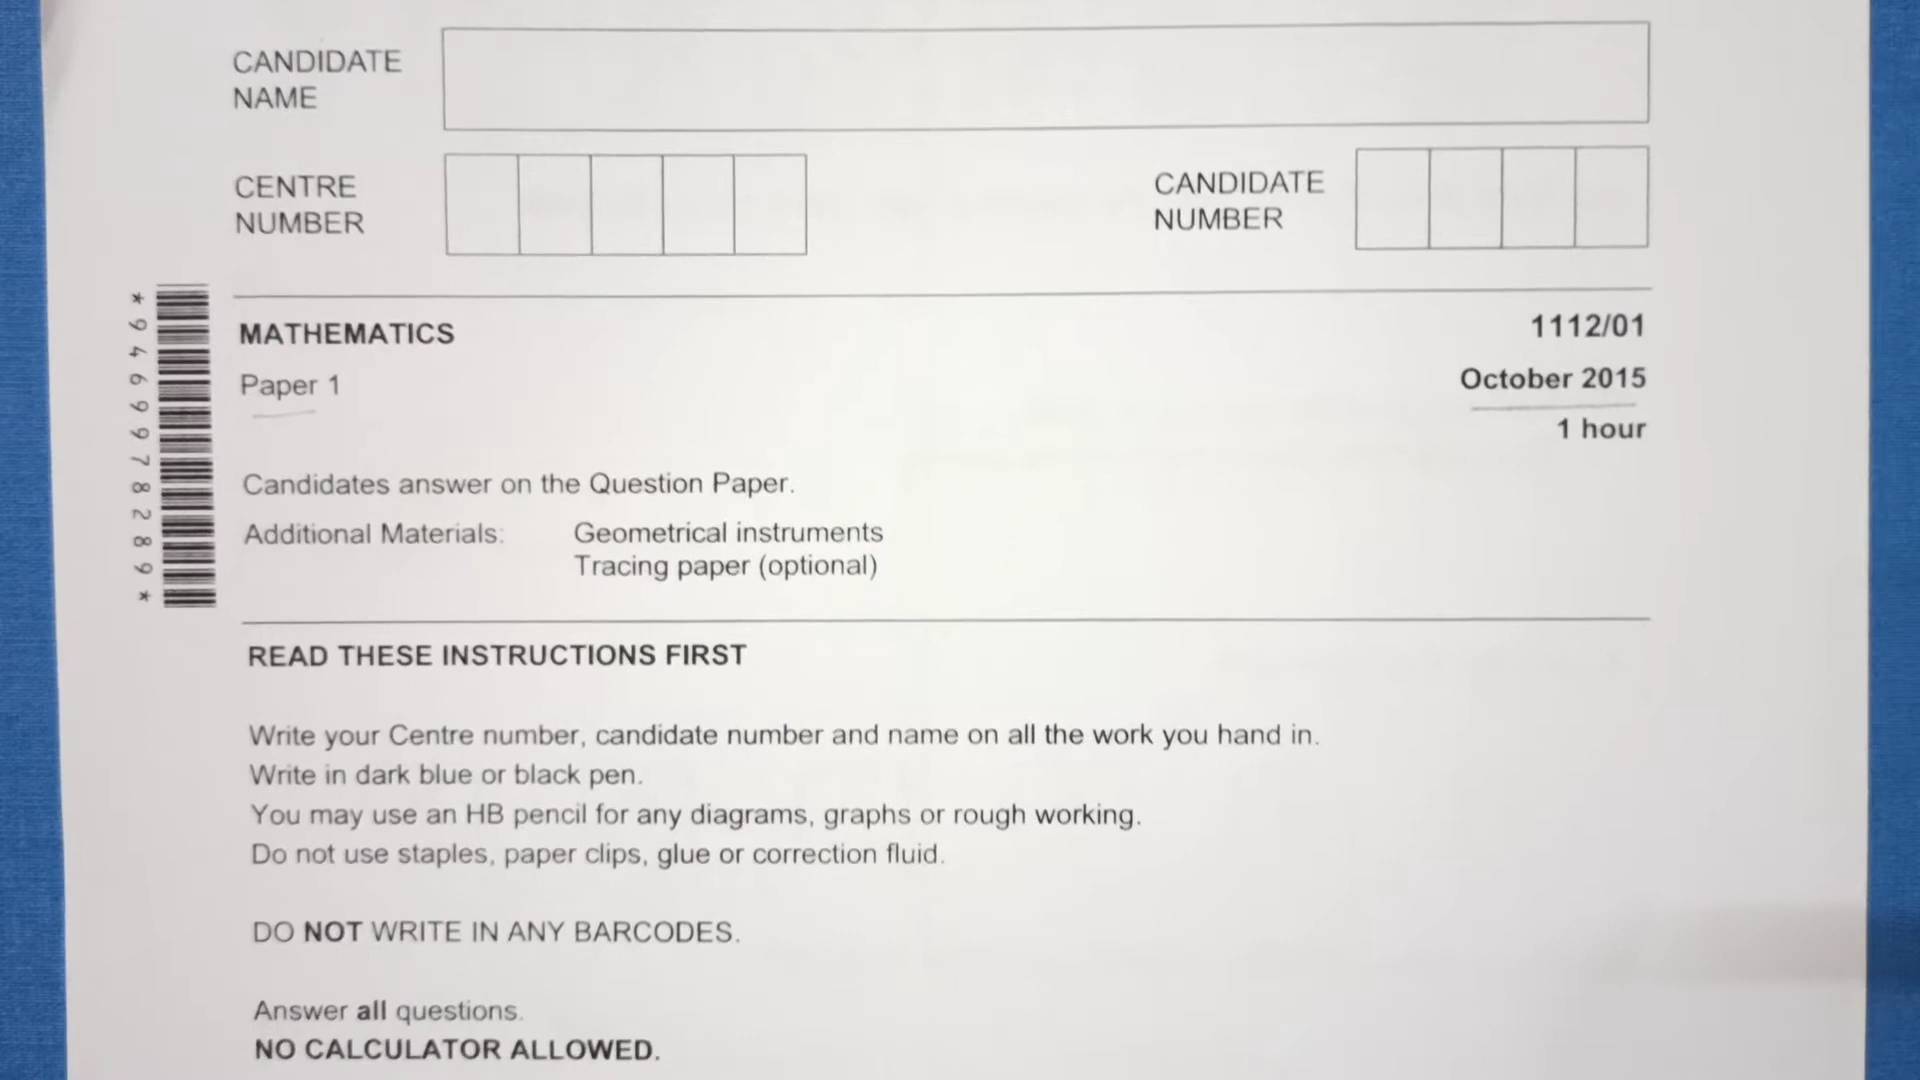 CANDIDATE
NAME
CENTRE
NUMBER
CANDIDATE
NUMBER
*9469978289*
MATHEMATICS
1112/01
Paper 1
October 2015
1 hour
Candidates answer on the Question Paper.
Additional Materials: Geometrical instruments
Tracing paper (optional)
READ THESE INSTRUCTIONS FIRST
Write your Centre number, candidate number and name on all the work you hand in.
Write in dark blue or black pen.
You may use an HB pencil for any diagrams, graphs or rough working.
Do not use staples, paper clips, glue or correction fluid.
DO NOT WRITE IN ANY BARCODES.
Answer all questions.
NO CALCULATOR ALLOWED.